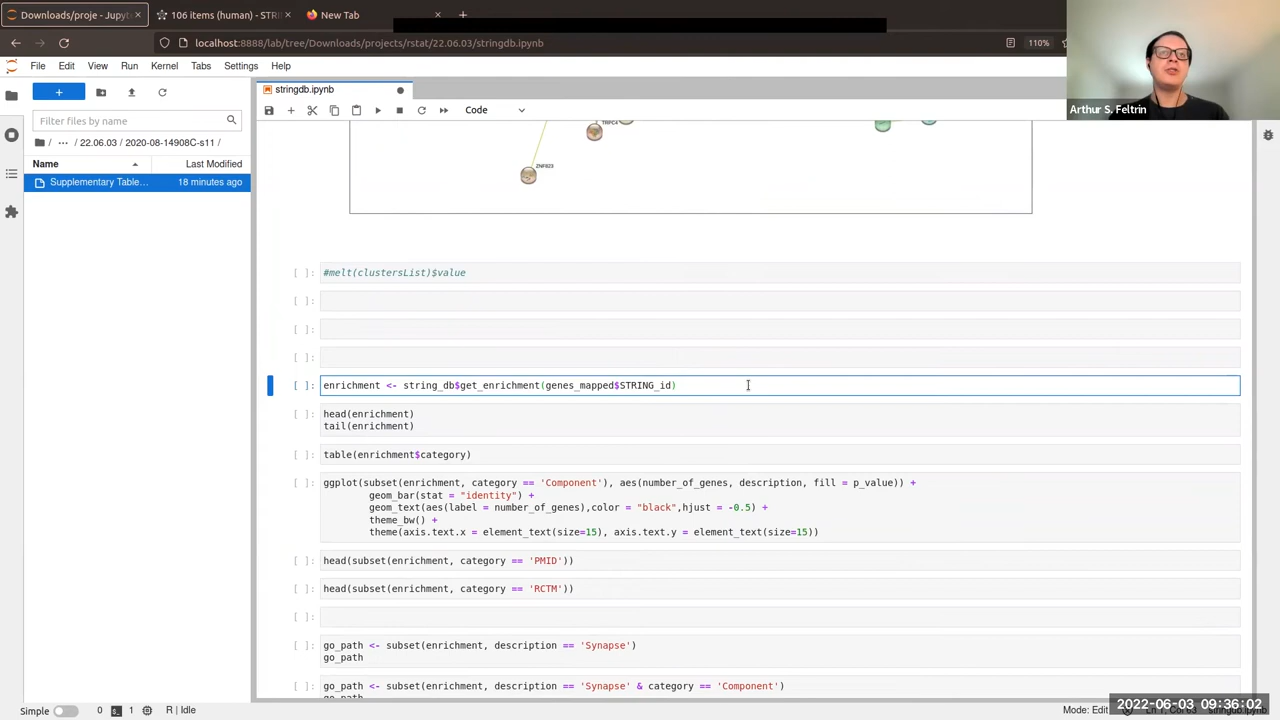 Downloads/proje - Jupyt
106 items (human) - STRI
New Tab
localhost:8888/lab/tree/Downloads/projects/rstat/22.06.03/stringdb.ipynb
110%
File Edit View Run Kernel Tabs Settings Help
Arthur S. Feltrin
stringdb.ipynb
Code
Filter files by name
/ ... / 22.06.03 / 2020-08-14908C-s11 /
Name Last Modified
Supplementary Table... 18 minutes ago
TRPC4
ZNF823
[ ]: #melt(clustersList)$value
[ ]:
[ ]:
[ ]:
[ ]: enrichment <- string_db$get_enrichment(genes_mapped$STRING_id)
[ ]: head(enrichment)
tail(enrichment)
[ ]: table(enrichment$category)
[ ]: ggplot(subset(enrichment, category == 'Component'), aes(number_of_genes, description, fill = p_value)) +
geom_bar(stat = "identity") +
geom_text(aes(label = number_of_genes),color = "black",hjust = -0.5) +
theme_bw() +
theme(axis.text.x = element_text(size=15), axis.text.y = element_text(size=15))
[ ]: head(subset(enrichment, category == 'PMID'))
[ ]: head(subset(enrichment, category == 'RCTM'))
[ ]:
[ ]: go_path <- subset(enrichment, description == 'Synapse')
go_path
[ ]: go_path <- subset(enrichment, description == 'Synapse' & category == 'Component')
Simple 0 1 R | Idle
Mode: Edit
2022-06-03 09:36:02